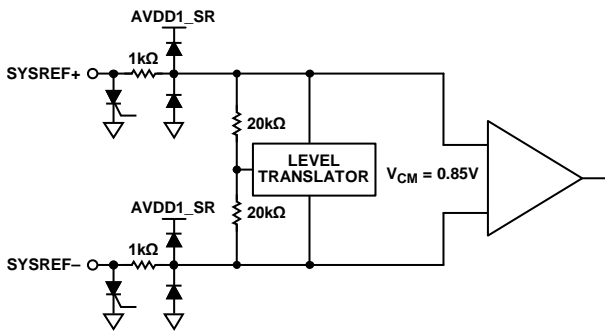 AVDD1_SR
1kΩ
SYSREF+
20kΩ
LEVEL
TRANSLATOR
VCM = 0.85V
20kΩ
AVDD1_SR
1kΩ
SYSREF–